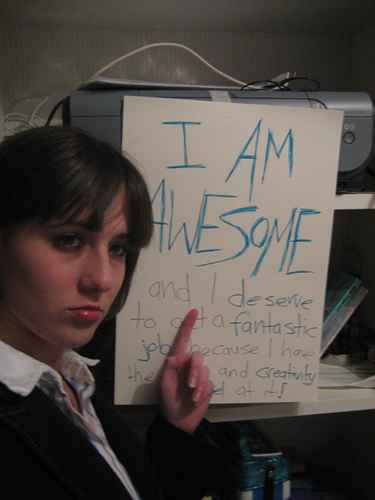 I AM
AWESOME
and I deserve
to a fantastic
job because I have
the and creativity
at it!